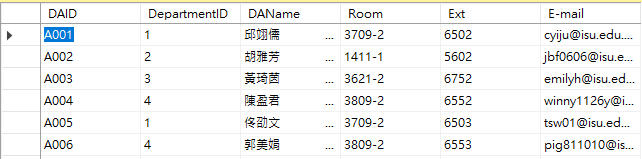 DAID DepartmentID DAName Room Ext E-mail
A001 1 邱翊儒 ... 3709-2 6502 cyiju@isu.edu....
A002 2 胡雅芳 ... 1411-1 5602 jbf0606@isu.e...
A003 3 黃琦茵 ... 3621-2 6752 emilyh@isu.ed...
A004 4 陳盈君 ... 3809-2 6552 winny1126y@i...
A005 1 佟劭文 ... 3709-2 6503 tsw01@isu.ed...
A006 4 郭美娟 ... 3809-2 6553 pig811010@is...